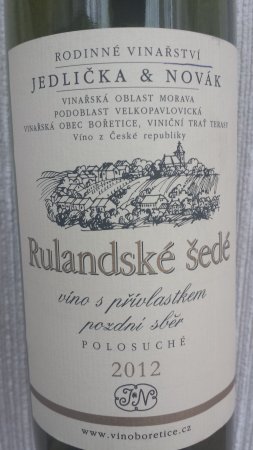 RODINNÉ VINAŘSTVÍ
JEDLIČKA & NOVÁK
VINAŘSKÁ OBLAST MORAVA
PODOBLAST VELKOPAVLOVICKÁ
VINAŘSKÁ OBEC BOŘETICE, VINIČNÍ TRAŤ TERASY
Víno z České republiky
Rulandské šedé
víno s přívlastkem
pozdní sběr
POLOSUCHÉ
2012
J&N
www.vinoboretice.cz